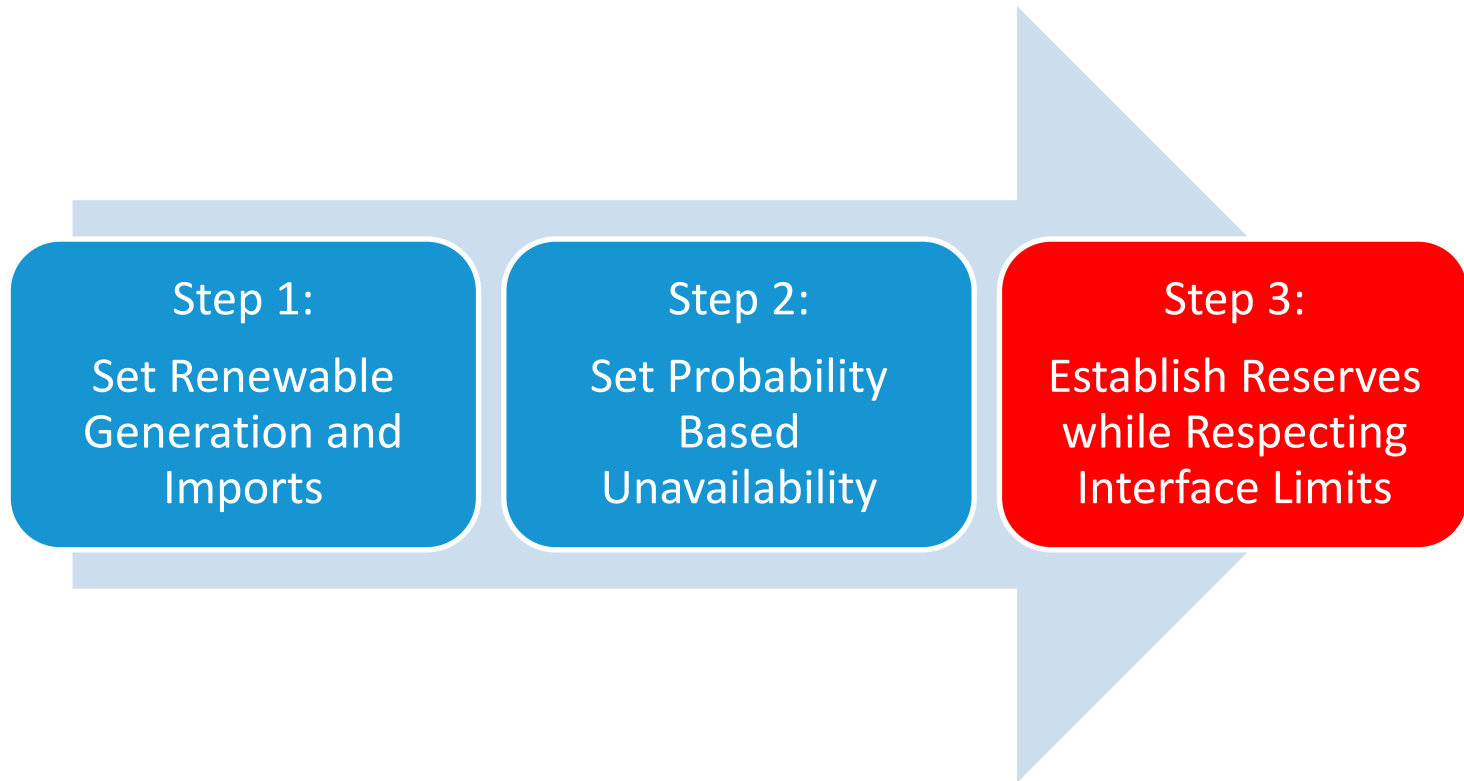 Step 1:
Set Renewable
Generation and
Imports
Step 2:
Set Probability
Based
Unavailability
Step 3:
Establish Reserves
while Respecting
Interface Limits